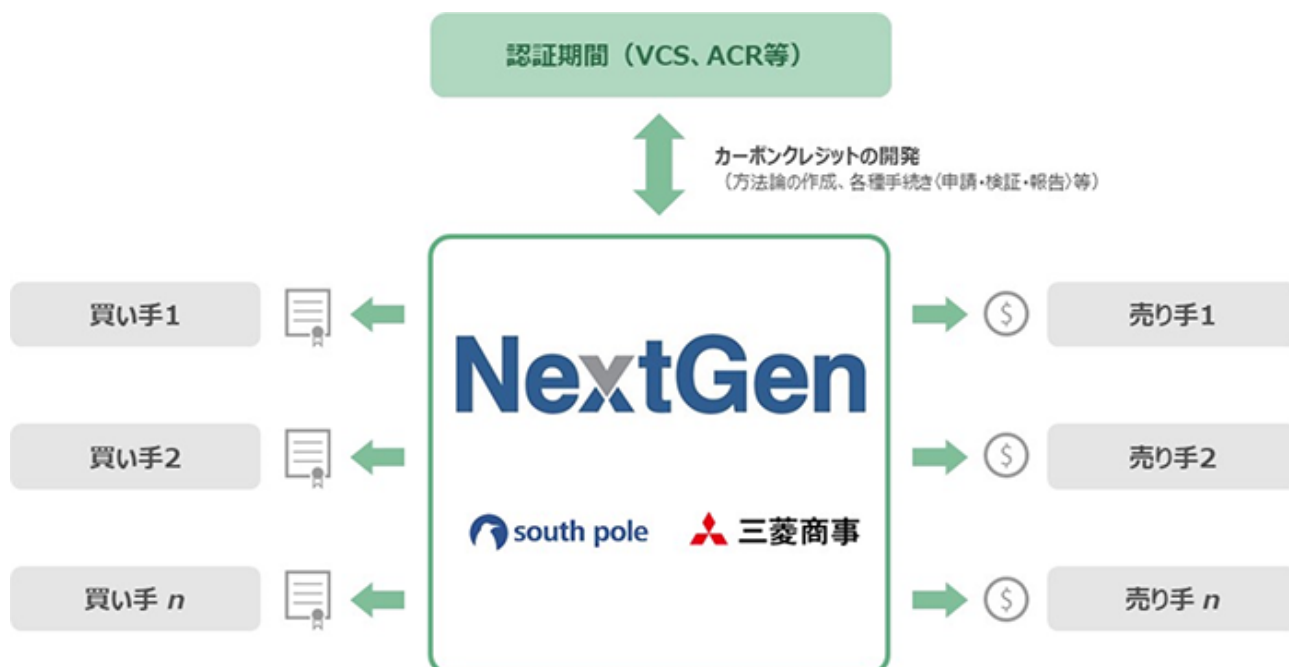 認証期間（VCS、ACR等）
カーボンクレジットの開発
（方法論の作成、各種手続き〈申請・検証・報告〉等）
買い手1
売り手1
NextGen
買い手2
売り手2
south pole
三菱商事
買い手 n
売り手 n